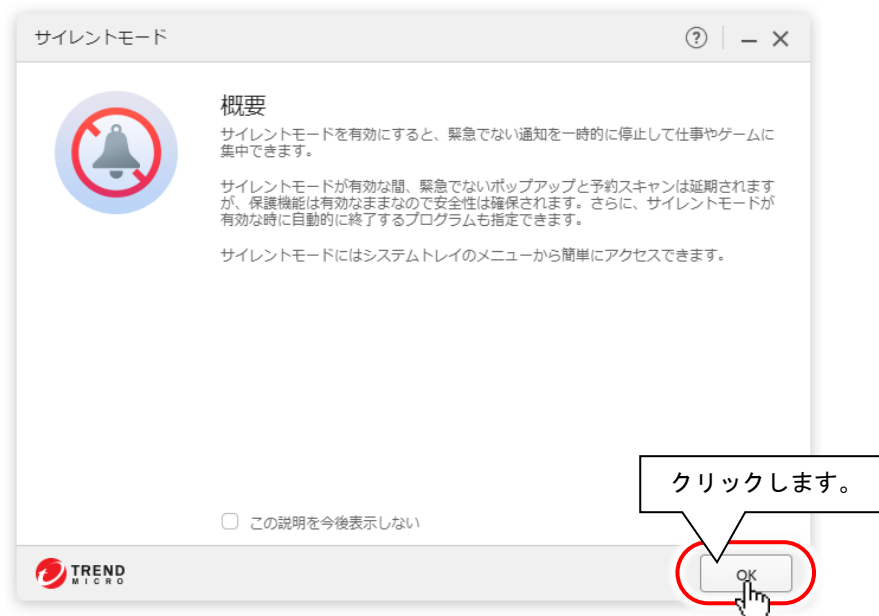 サイレントモード
概要
サイレントモードを有効にすると、緊急でない通知を一時的に停止して仕事やゲームに
集中できます。
サイレントモードが有効な間、緊急でないポップアップと予約スキャンは延期されます
が、保護機能は有効なままなので安全性は確保されます。さらに、サイレントモードが
有効な時に自動的に終了するプログラムも指定できます。
サイレントモードにはシステムトレイのメニューから簡単にアクセスできます。
クリックします。
この説明を今後表示しない
TREND
MICRO
OK